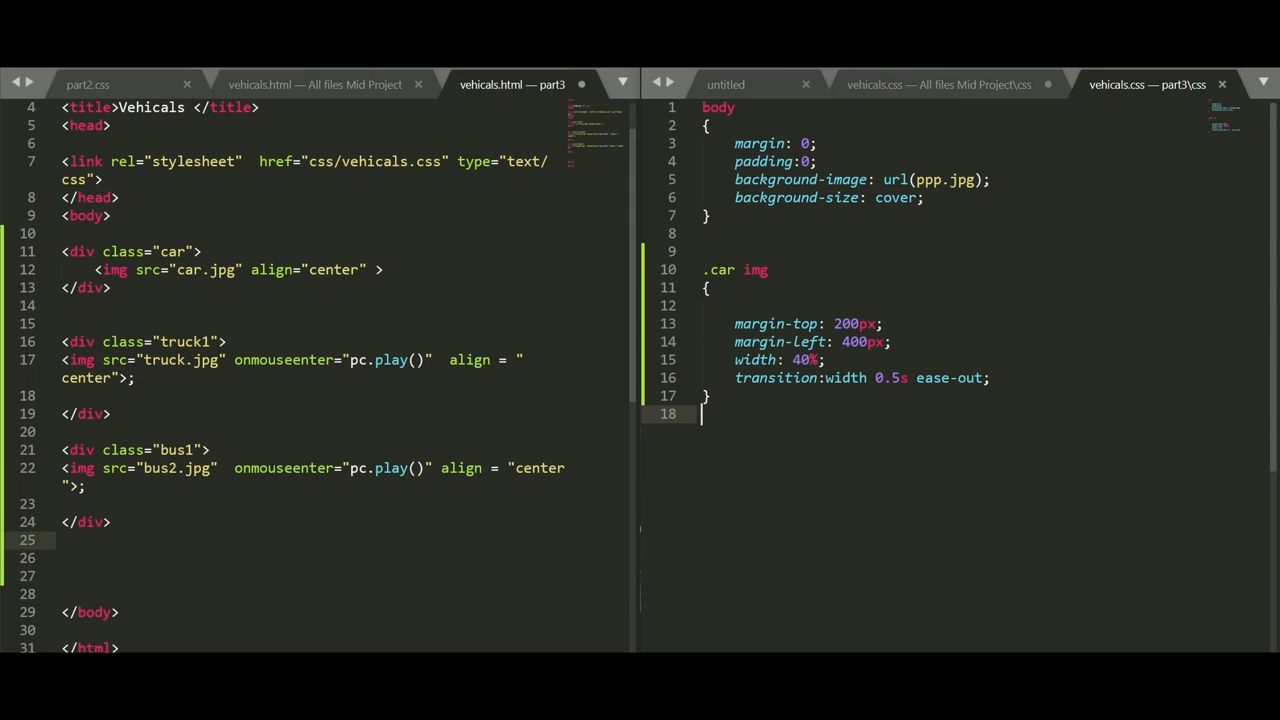 part2.css
vehicals.html — All files Mid Project
vehicals.html — part3
4 <title>Vehicals </title>
5 <head>
6
7 <link rel="stylesheet"  href="css/vehicals.css" type="text/
css">
8 </head>
9 <body>
10
11 <div class="car">
12     <img src="car.jpg" align="center" >
13 </div>
14
15
16 <div class="truck1">
17 <img src="truck.jpg" onmouseenter="pc.play()"  align = "
center">;
18
19 </div>
20
21 <div class="bus1">
22 <img src="bus2.jpg"  onmouseenter="pc.play()" align = "center
">;
23
24 </div>
25
26
27
28
29 </body>
30
31 </html>
untitled
vehicals.css — All files Mid Project\css
vehicals.css — part3\css
1 body
2 {
3     margin: 0;
4     padding:0;
5     background-image: url(ppp.jpg);
6     background-size: cover;
7 }
8
9
10 .car img
11 {
12
13     margin-top: 200px;
14     margin-left: 400px;
15     width: 40%;
16     transition:width 0.5s ease-out;
17 }
18